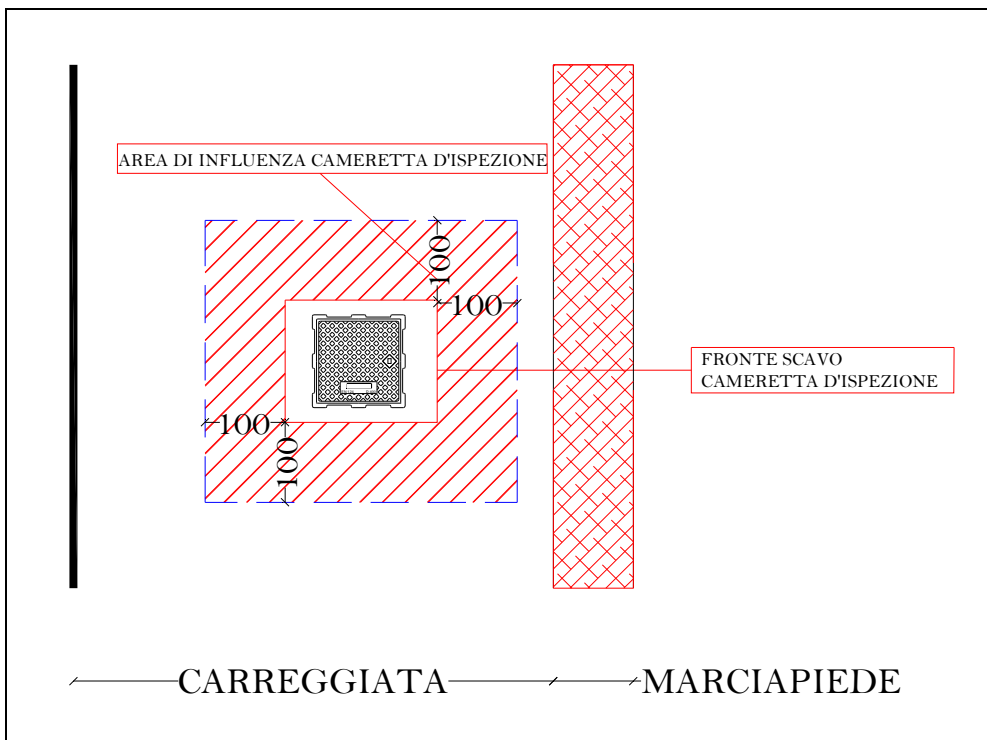 AREA DI INFLUENZA CAMERETTA D'ISPEZIONE
100
100
FRONTE SCAVO
CAMERETTA D'ISPEZIONE
100
100
CARREGGIATA
MARCIAPIEDE